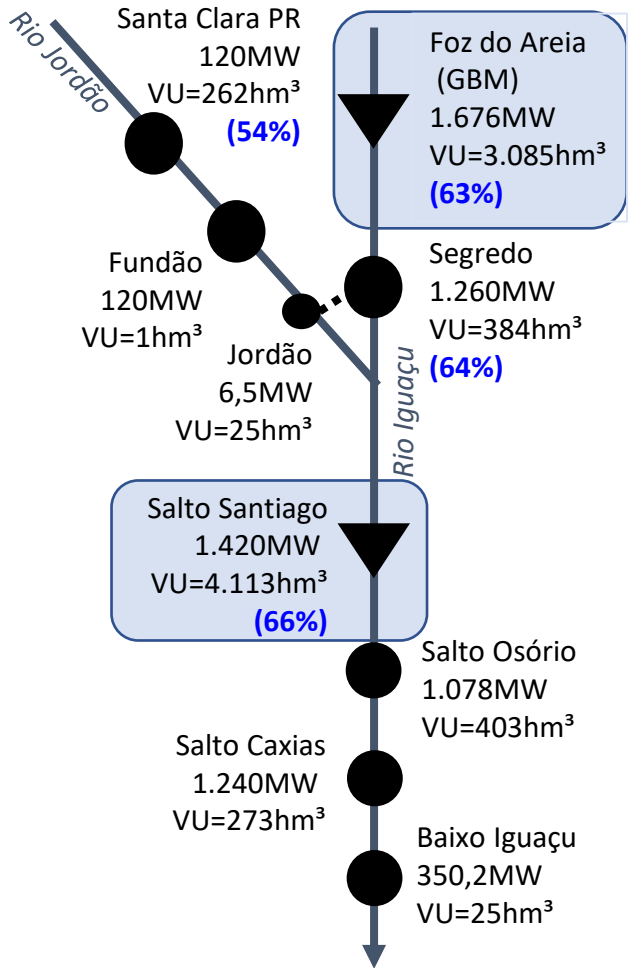 Rio Jordão
Santa Clara PR
120MW
VU=262hm³
(54%)
Foz do Areia
(GBM)
1.676MW
VU=3.085hm³
(63%)
Fundão
120MW
VU=1hm³
Segredo
1.260MW
VU=384hm³
(64%)
Jordão
6,5MW
VU=25hm³
Rio Iguaçu
Salto Santiago
1.420MW
VU=4.113hm³
(66%)
Salto Osório
1.078MW
VU=403hm³
Salto Caxias
1.240MW
VU=273hm³
Baixo Iguaçu
350,2MW
VU=25hm³